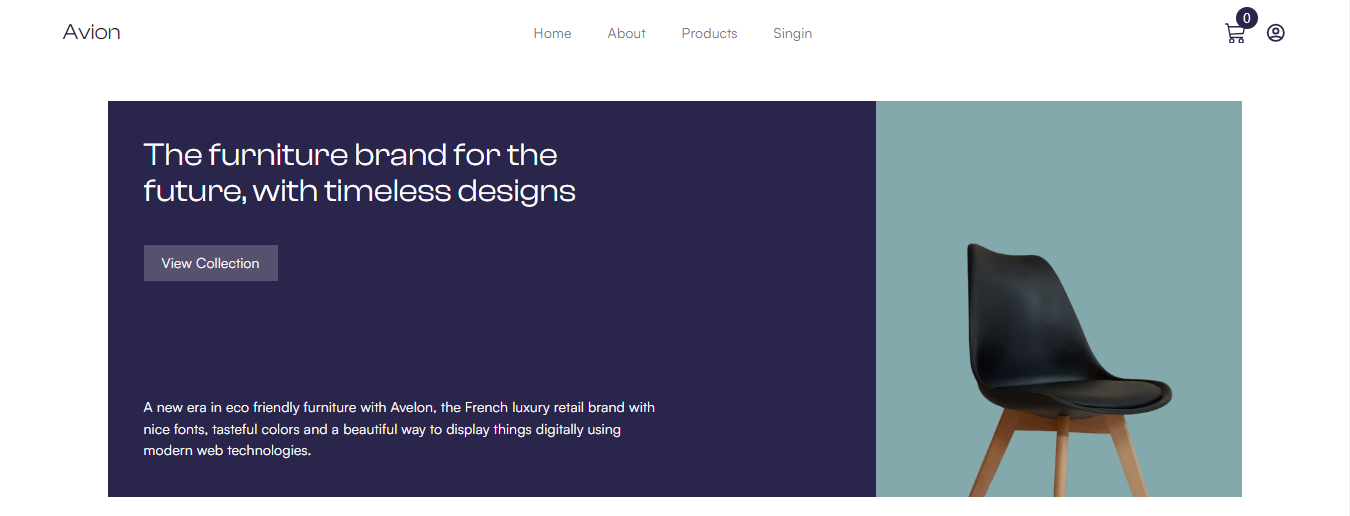 Avion
Home
About
Products
Singin
0
The furniture brand for the
future, with timeless designs
View Collection
A new era in eco friendly furniture with Avelon, the French luxury retail brand with
nice fonts, tasteful colors and a beautiful way to display things digitally using
modern web technologies.